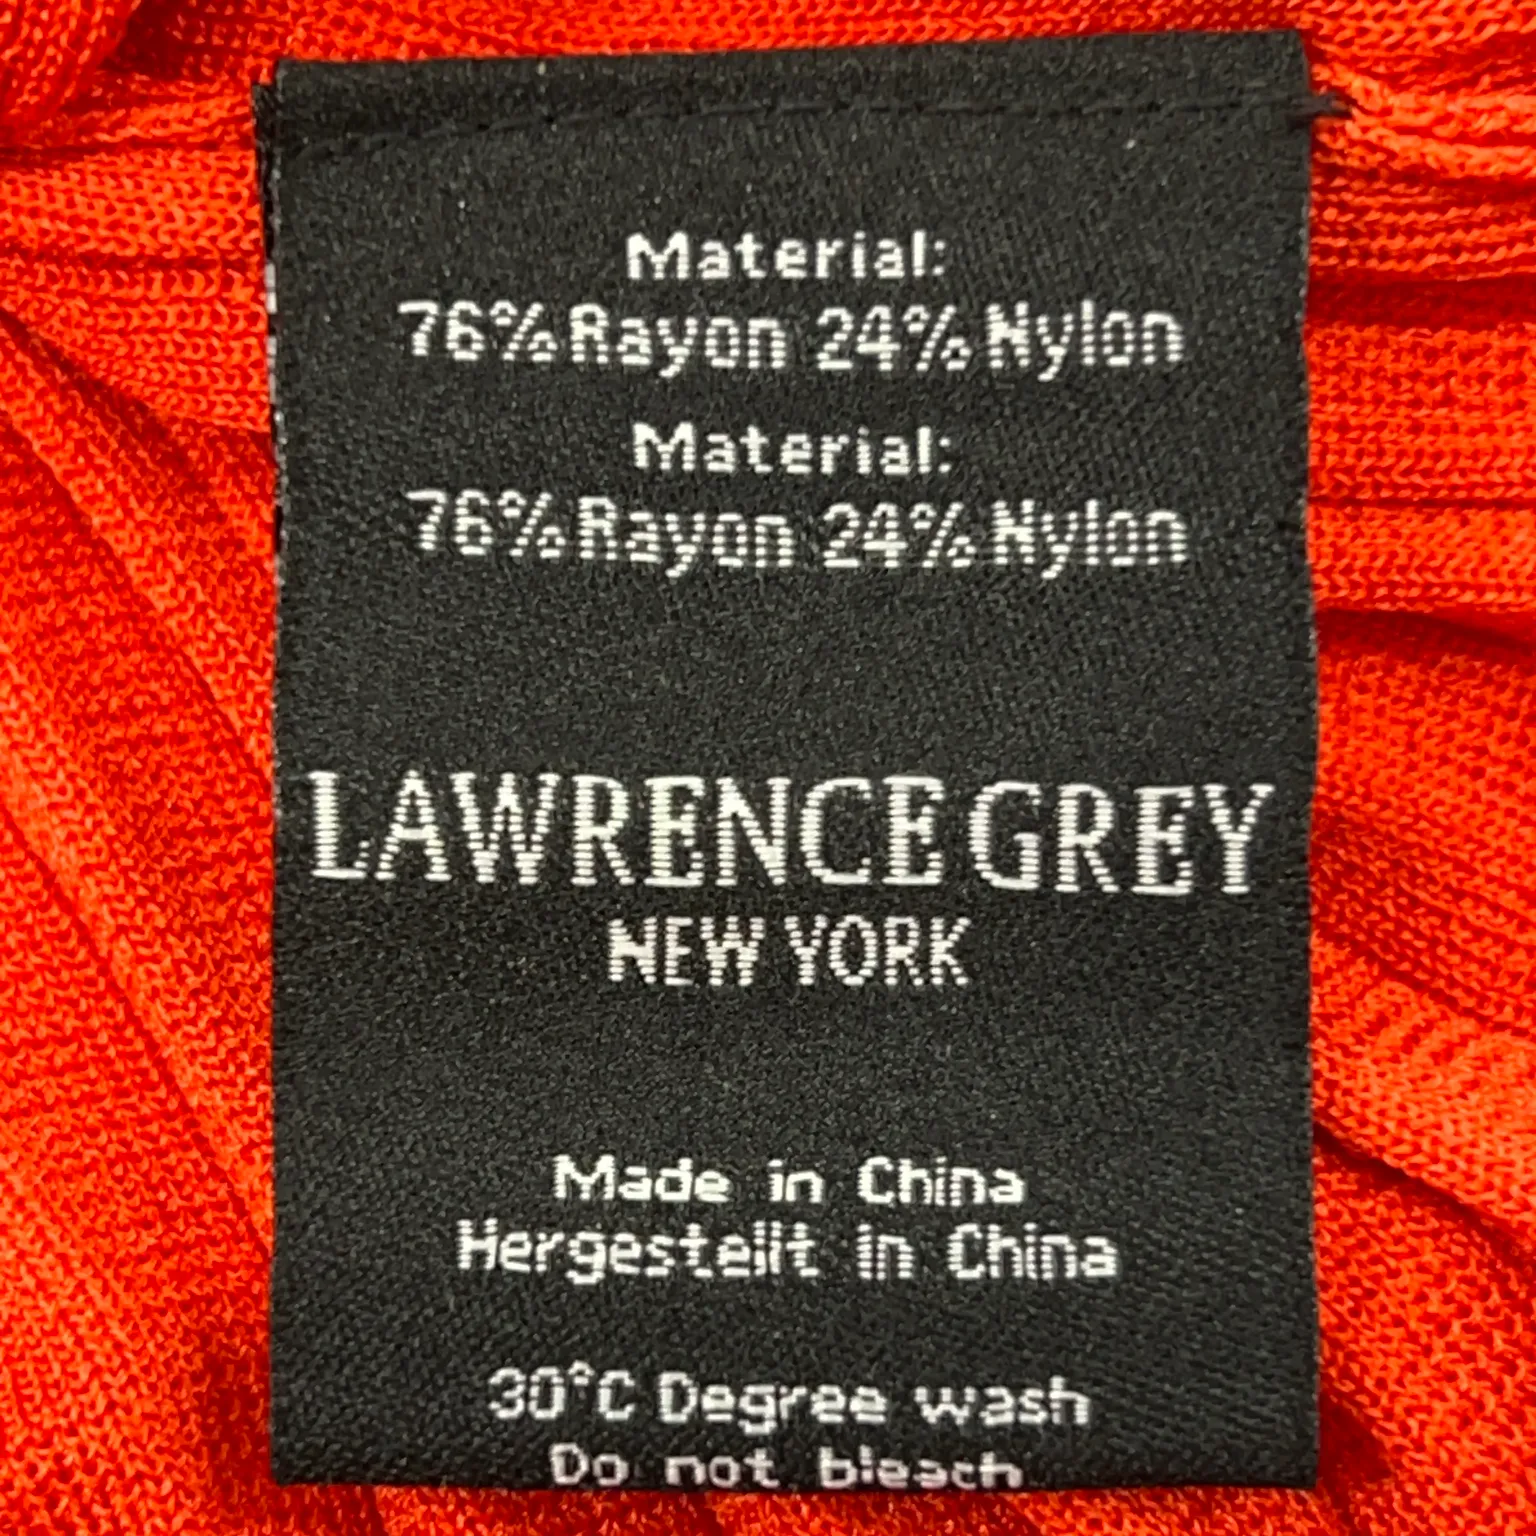 Material:
76% Rayon 24% Nylon
Material:
76% Rayon 24% Nylon
LAWRENCE GREY
NEW YORK
Made in China
Hergestellt in China
30°C Degree wash
Do not bleach